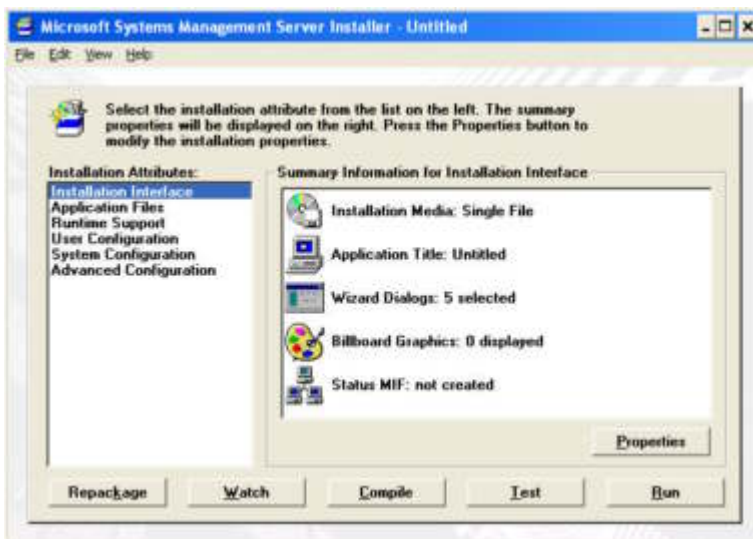 Microsoft Systems Management Server Installer - Untitled
File Edit View Help
Select the installation attribute from the list on the left. The summary
properties will be displayed on the right. Press the Properties button to
modify the installation properties.
Installation Attributes:
Installation Interface
Application Files
Runtime Support
User Configuration
System Configuration
Advanced Configuration
Summary Information for Installation Interface
Installation Media: Single File
Application Title: Untitled
Wizard Dialogs: 5 selected
Billboard Graphics: 0 displayed
Status MIF: not created
Properties
Repackage Watch Compile Test Run